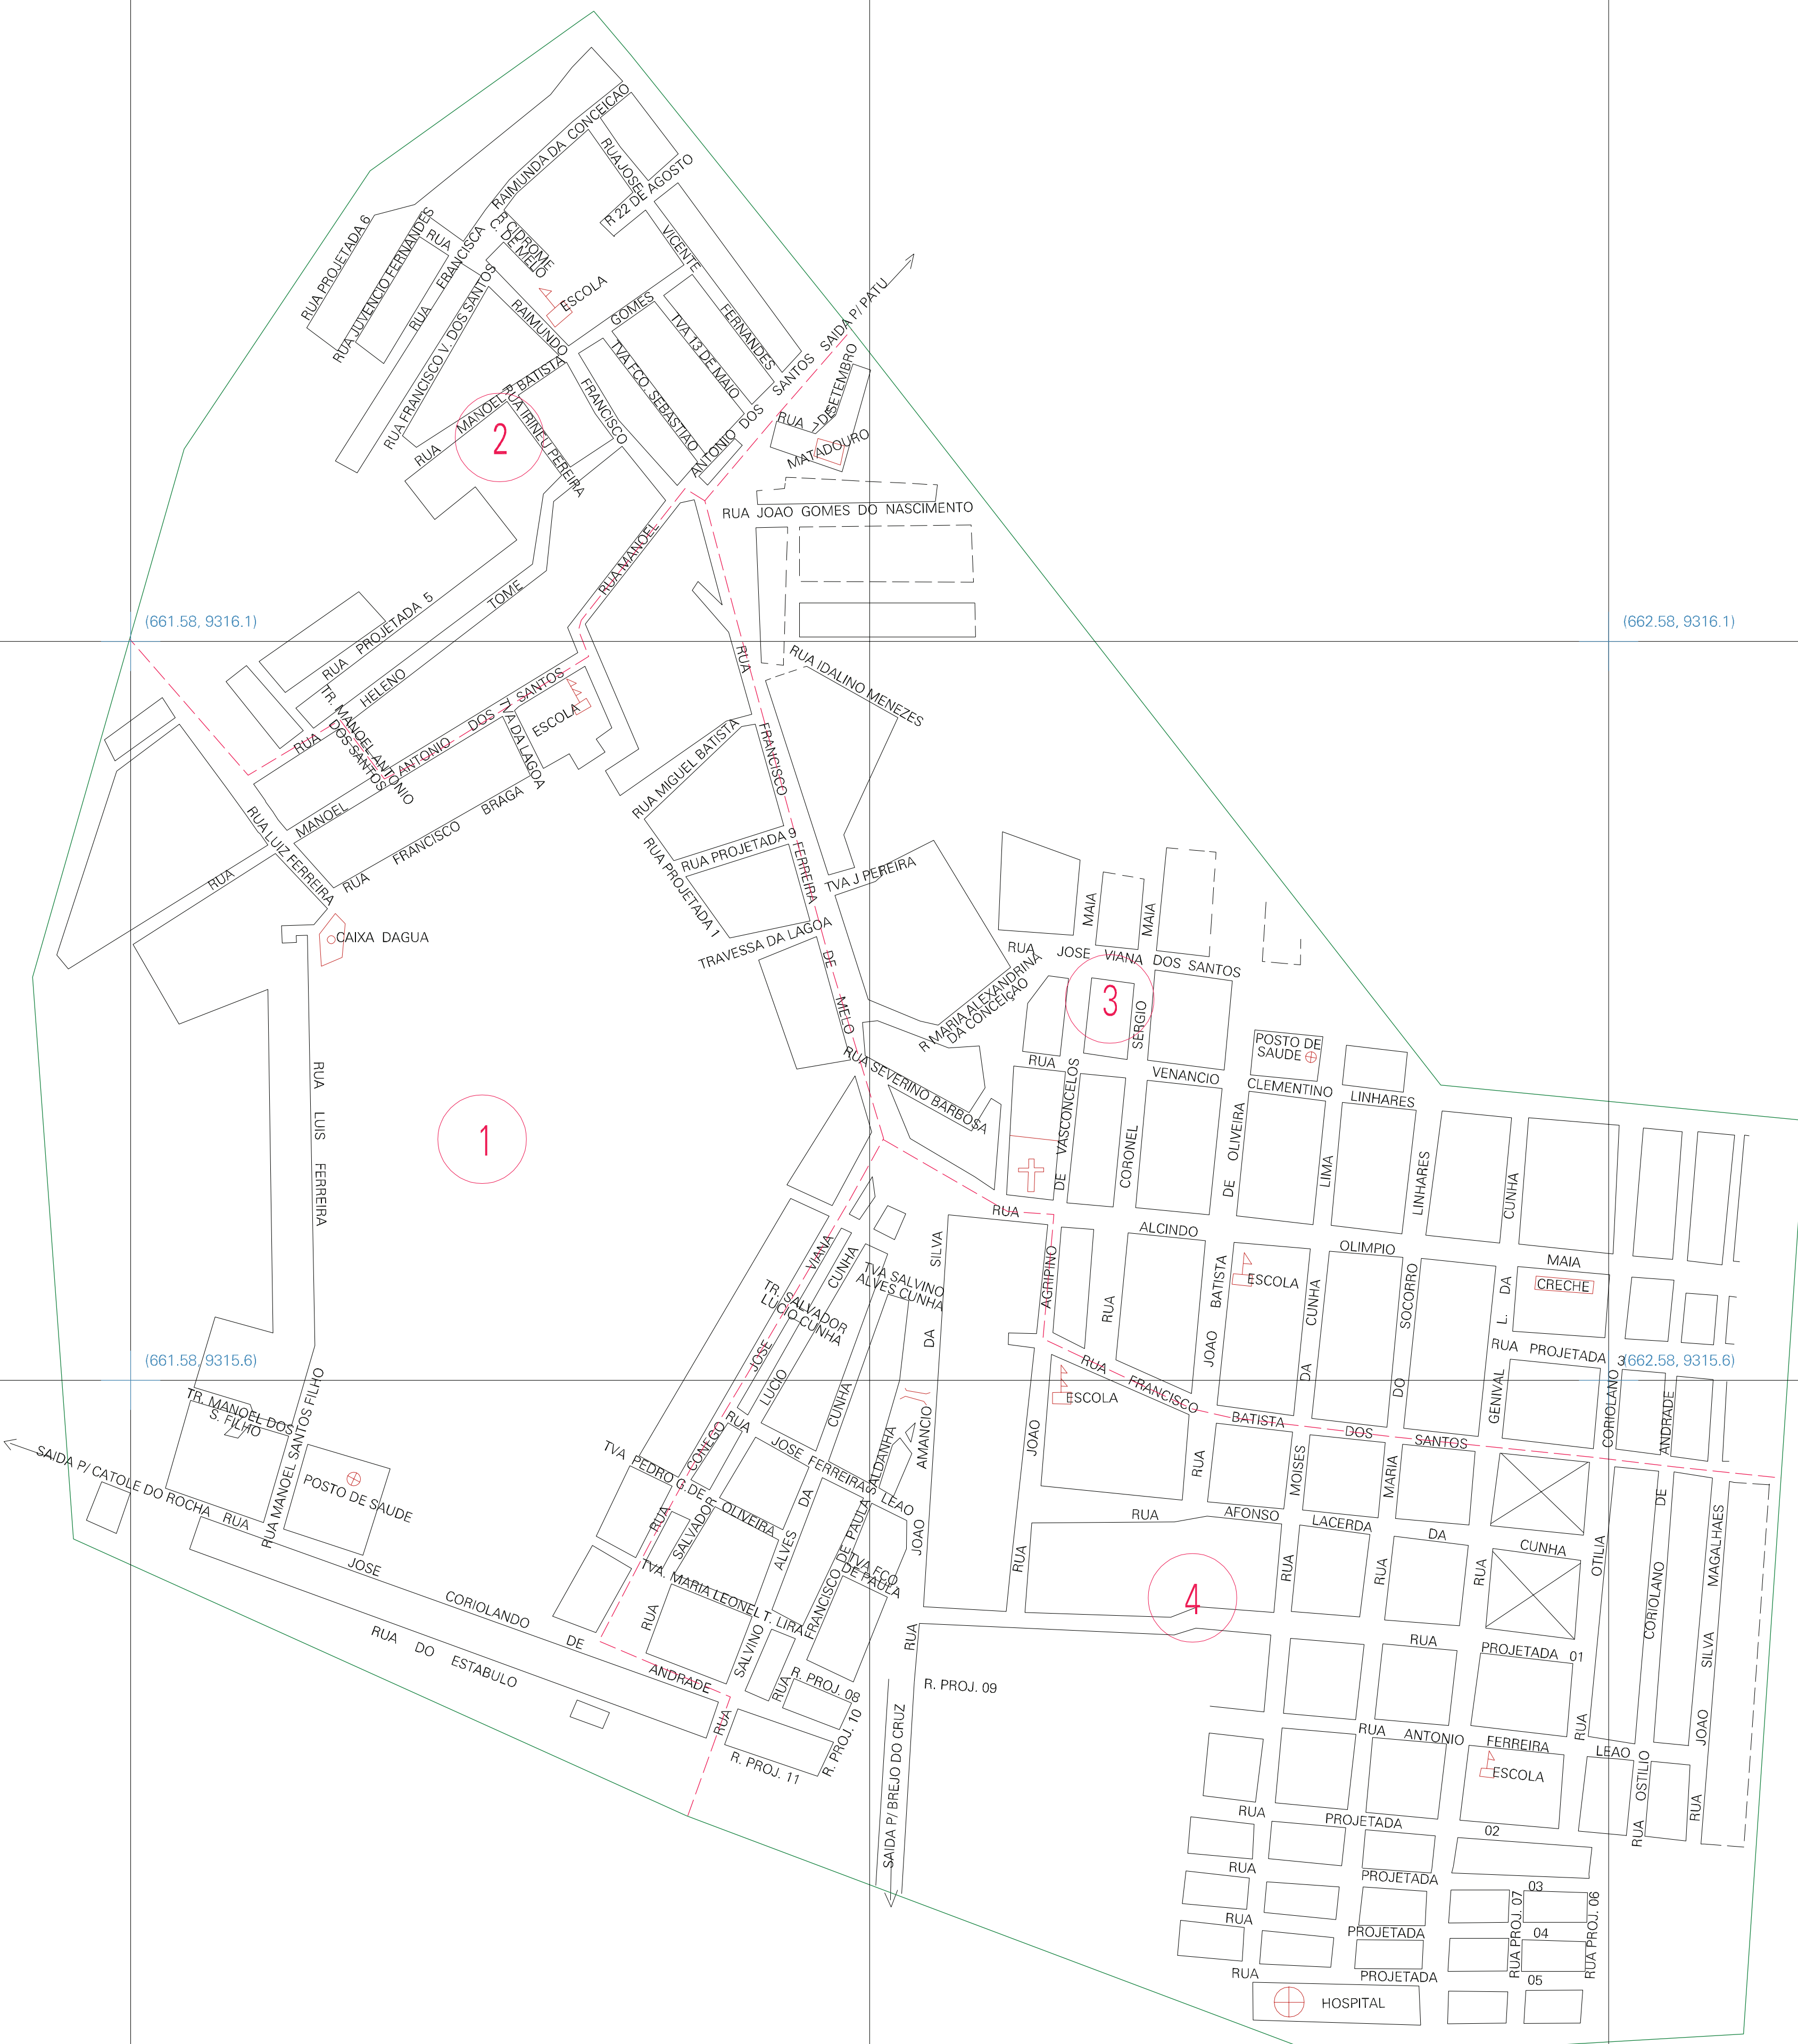 RAIMUNDA DA CONCEICAO
RUA JOSE
R 22 DE AGOSTO
R CIDROME
C. DE MELO
RUA PROJETADA 6
RUA JUVENCIO FERNANDES
RUA
RUA FRANCISCA
RUA FRANCISCO V. DOS SANTOS
VICENTE
FERNANDES
ESCOLA
RAIMUNDO
FRANCISCO
GOMES
TVA 13 DE MAIO
TVA FCO. SEBASTIAO
SAIDA P/ PATU
RUA MANOEL BATISTA
RUA IRINEU PEREIRA
2
ANTONIO DOS SANTOS
RUA 7 DE SETEMBRO
MATADOURO
RUA JOAO GOMES DO NASCIMENTO
RUA MANOEL
(661.58, 9316.1)
(662.58, 9316.1)
RUA PROJETADA 5
RUA HELENO TOME
TR. MANOEL ANTONIO
DOS SANTOS
MANOEL ANTONIO DOS SANTOS
TVA DA LAGOA
ESCOLA
RUA
RUA IDALINO MENEZES
FRANCISCO
RUA MIGUEL BATISTA
RUA LUIZ FERREIRA
RUA FRANCISCO BRAGA
RUA
RUA PROJETADA 9
RUA PROJETADA 1
FERREIRA
TVA J PEREIRA
CAIXA DAGUA
TRAVESSA DA LAGOA
DE
MELO
MAIA
MAIA
RUA JOSE VIANA DOS SANTOS
R MARIA ALEXANDRINA
DA CONCEIçAO
3
SERGIO
POSTO DE
SAUDE
RUA SEVERINO BARBOSA
RUA VENANCIO CLEMENTINO LINHARES
DE VASCONCELOS
CORONEL
DE OLIVEIRA
LIMA
LINHARES
CUNHA
1
RUA LUIS FERREIRA
RUA ALCINDO OLIMPIO MAIA
SILVA
VIANA
CUNHA
TVA SALVINO
ALVES CUNHA
TR. SALVADOR
LUCIO CUNHA
AGRIPINO
RUA
JOAO BATISTA
ESCOLA
CUNHA
SOCORRO
L. DA
CRECHE
(661.58, 9315.6)
(662.58, 9315.6)
RUA PROJETADA 3
JOSE
LUCIO
CUNHA
DA
RUA FRANCISCO BATISTA DOS SANTOS
ESCOLA
DA
DO
GENIVAL
CORIOLANO
ANDRADE
TR. MANOEL DOS
S. FILHO
RUA MANOEL SANTOS FILHO
SAIDA P/ CATOLE DO ROCHA
POSTO DE SAUDE
RUA JOSE FERREIRA LEAO
CONEGO
TVA PEDRO G.DE OLIVEIRA
RUA
SALVADOR
DA
ALVES
FRANCISCO DE PAULA SALDANHA
AMANCIO
JOAO
JOAO
RUA
RUA
MOISES
MARIA
RUA AFONSO LACERDA DA CUNHA
RUA
RUA
RUA
OTILIA
DE
CORIOLANO
MAGALHAES
RUA JOSE CORIOLANDO DE ANDRADE
TVA. MARIA LEONEL T. LIRA
TVA FCO
DE PAULA
4
RUA
SALVINO
RUA
RUA
RUA PROJETADA 01
SILVA
JOAO
RUA
RUA
RUA DO ESTABULO
R. PROJ. 08
R. PROJ. 09
R. PROJ. 10
R. PROJ. 11
RUA
SAIDA P/ BREJO DO CRUZ
RUA ANTONIO FERREIRA LEAO
ESCOLA
RUA OSTILIO
RUA PROJETADA 02
RUA PROJETADA 03
RUA PROJETADA 04
RUA PROJETADA 05
RUA PROJ. 07
RUA PROJ. 06
HOSPITAL